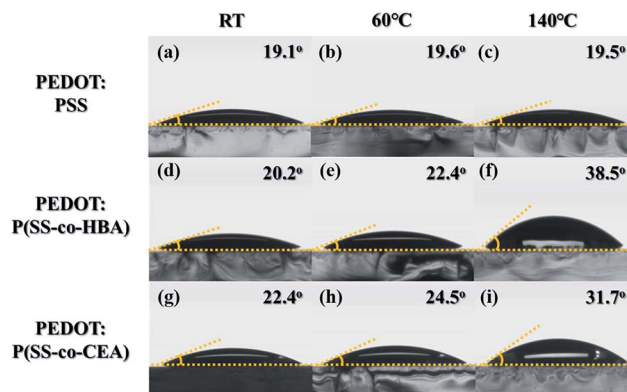 RT 60℃ 140℃
PEDOT:
PSS
(a) 19.1° (b) 19.6° (c) 19.5°
PEDOT:
P(SS-co-HBA)
(d) 20.2° (e) 22.4° (f) 38.5°
PEDOT:
P(SS-co-CEA)
(g) 22.4° (h) 24.5° (i) 31.7°